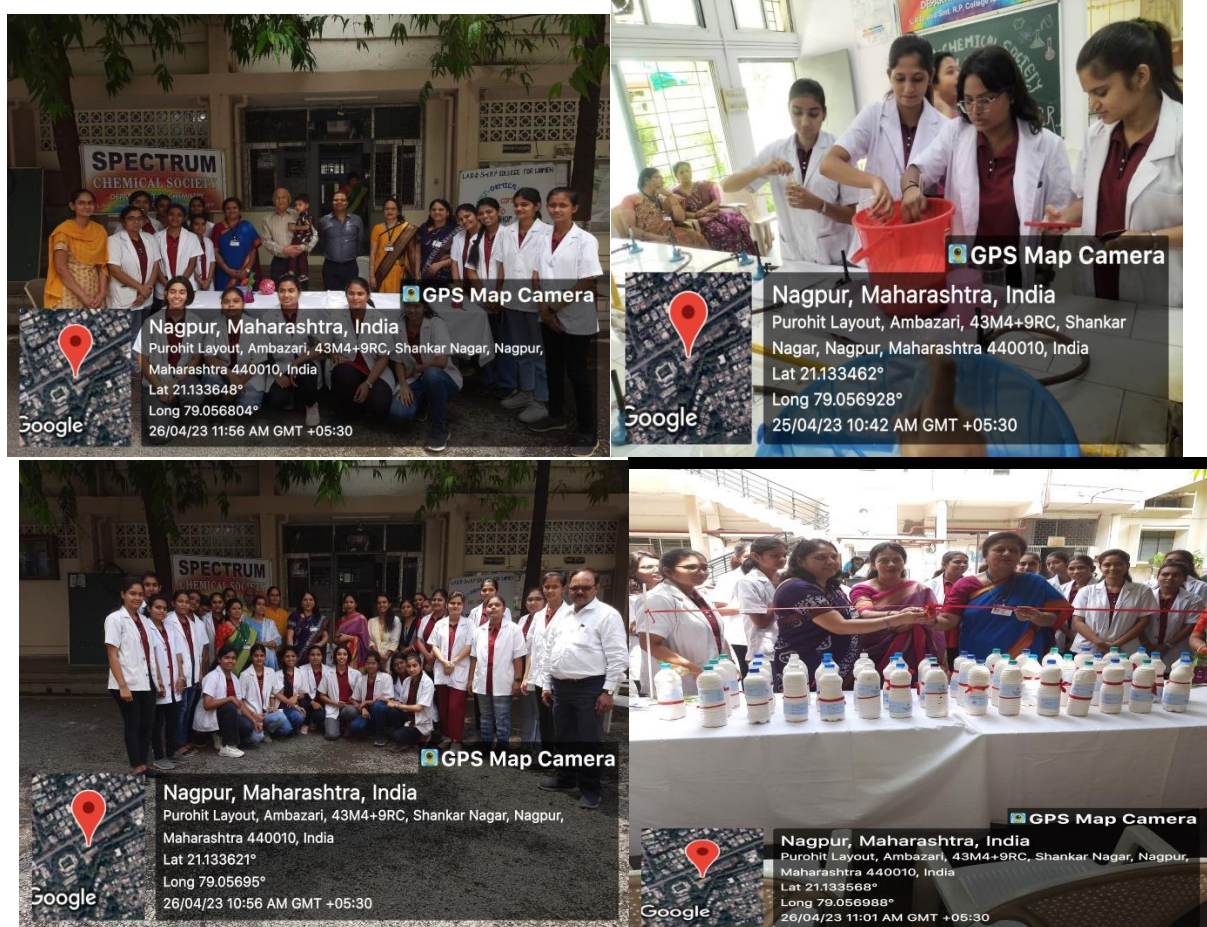 SPECTRUM
CHEMICAL SOCIETY
L.A.D & Smt R.P COLLEGE FOR WOMEN
GPS Map Camera
Nagpur, Maharashtra, India
Purohit Layout, Ambazari, 43M4+9RC, Shankar Nagar, Nagpur,
Maharashtra 440010, India
Lat 21.133648°
Long 79.056804°
26/04/23 11:56 AM GMT +05:30
Google
L.A.D. and Smt. R.P. College
CHEMICAL
SOCIETY
GPS Map Camera
Nagpur, Maharashtra, India
Purohit Layout, Ambazari, 43M4+9RC, Shankar
Nagar, Nagpur, Maharashtra 440010, India
Lat 21.133462°
Long 79.056928°
25/04/23 10:42 AM GMT +05:30
Google
SPECTRUM
CHEMICAL SOCIETY
GPS Map Camera
Nagpur, Maharashtra, India
Purohit Layout, Ambazari, 43M4+9RC, Shankar Nagar, Nagpur,
Maharashtra 440010, India
Lat 21.133621°
Long 79.05695°
26/04/23 10:56 AM GMT +05:30
Google
GPS Map Camera
Nagpur, Maharashtra, India
Purohit Layout, Ambazari, 43M4+9RC, Shankar Nagar, Nagpur,
Maharashtra 440010, India
Lat 21.133568°
Long 79.056988°
26/04/23 11:01 AM GMT +05:30
Google